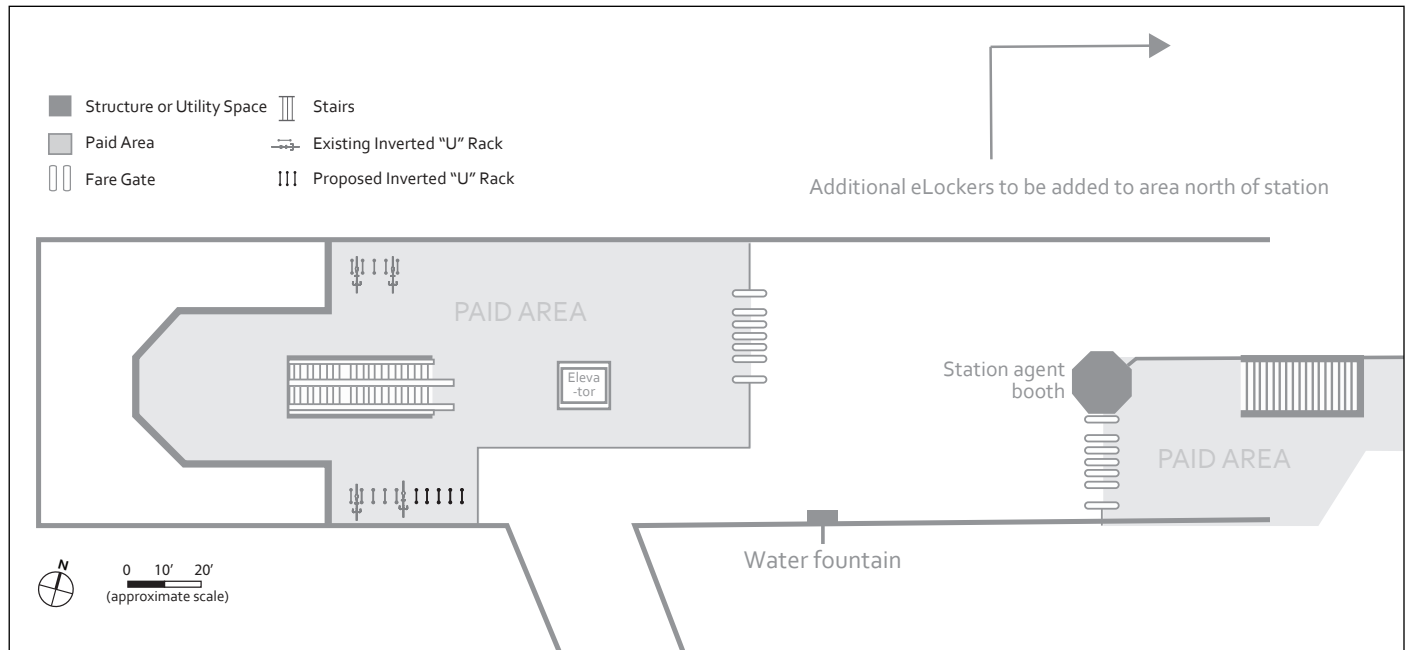 Structure or Utility Space
Stairs
Paid Area
Existing Inverted “U” Rack
Fare Gate
Proposed Inverted “U” Rack
Additional eLockers to be added to area north of station
PAID AREA
Eleva
-tor
Station agent
booth
PAID AREA
Water fountain
N
0 10’ 20’
(approximate scale)